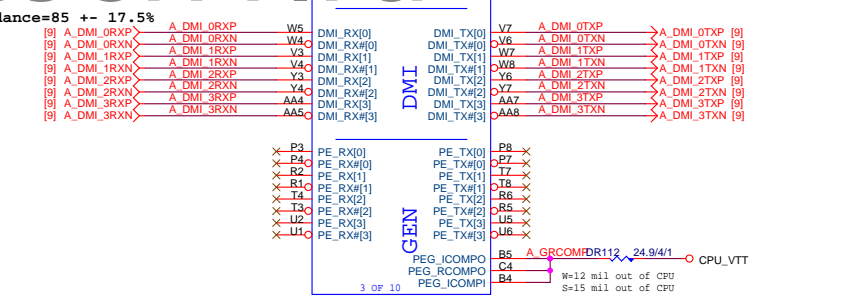 dance=85 +- 17.5%
[9] A_DMI_0RXP A_DMI_0RXP W5 DMI_RX[0] DMI_TX[0] V7 A_DMI_0TXP A_DMI_0TXP [9]
[9] A_DMI_0RXN A_DMI_0RXN W4 DMI_RX#[0] DMI_TX#[0] V6 A_DMI_0TXN A_DMI_0TXN [9]
[9] A_DMI_1RXP A_DMI_1RXP V3 DMI_RX[1] DMI_TX[1] W7 A_DMI_1TXP A_DMI_1TXP [9]
[9] A_DMI_1RXN A_DMI_1RXN V4 DMI_RX#[1] DMI_TX#[1] W8 A_DMI_1TXN A_DMI_1TXN [9]
[9] A_DMI_2RXP A_DMI_2RXP Y3 DMI_RX[2] DMI_TX[2] Y6 A_DMI_2TXP A_DMI_2TXP [9]
[9] A_DMI_2RXN A_DMI_2RXN Y4 DMI_RX#[2] DMI_TX#[2] Y7 A_DMI_2TXN A_DMI_2TXN [9]
[9] A_DMI_3RXP A_DMI_3RXP AA4 DMI_RX[3] DMI_TX[3] AA7 A_DMI_3TXP A_DMI_3TXP [9]
[9] A_DMI_3RXN A_DMI_3RXN AA5 DMI_RX#[3] DMI_TX#[3] AA8 A_DMI_3TXN A_DMI_3TXN [9]
DMI
P3 PE_RX[0] PE_TX[0] P8
P4 PE_RX#[0] PE_TX#[0] P7
R2 PE_RX[1] PE_TX[1] T7
R1 PE_RX#[1] PE_TX#[1] T8
T4 PE_RX[2] PE_TX[2] R6
T3 PE_RX#[2] PE_TX#[2] R5
U2 PE_RX[3] PE_TX[3] U5
U1 PE_RX#[3] PE_TX#[3] U6
GEN
PEG_ICOMPO B5 A_GRCOMP DR112 24.9/4/1 CPU_VTT
PEG_RCOMPO C4
PEG_ICOMPI B4
W=12 mil out of CPU
S=15 mil out of CPU
3 OF 10